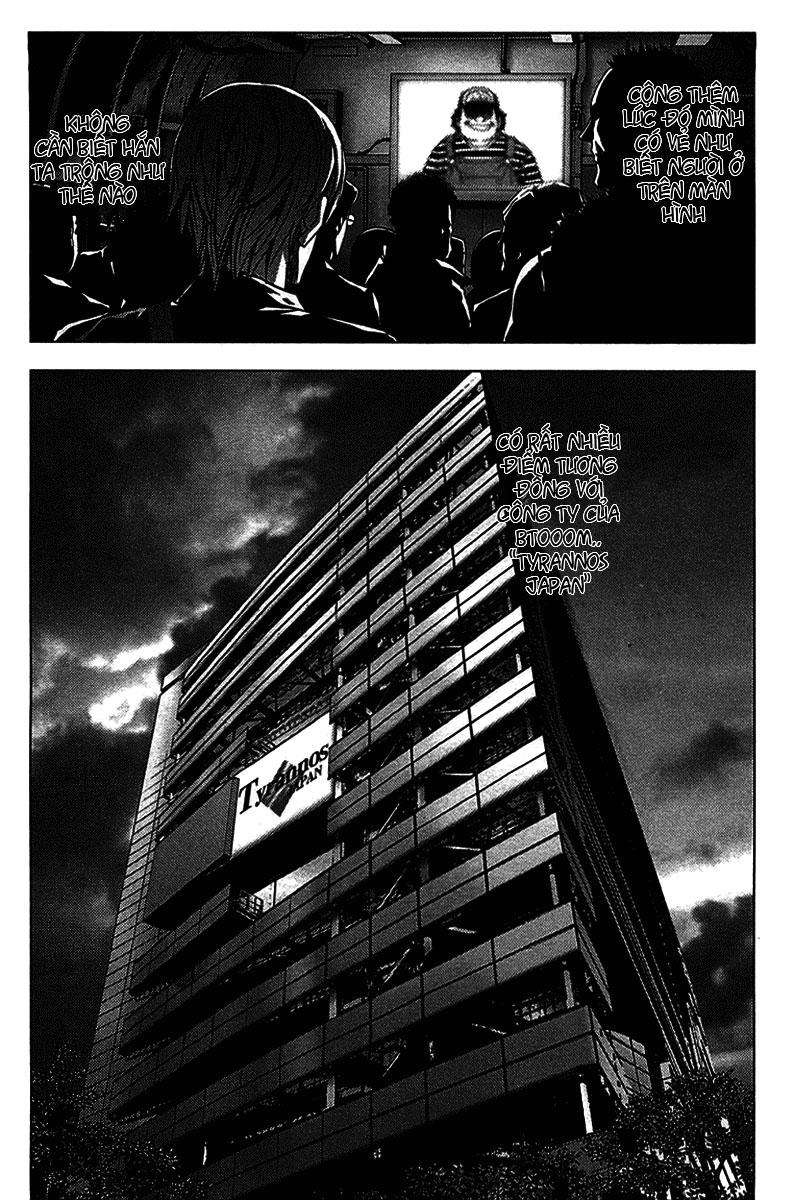 CỘNG THÊM
LÚC ĐÓ MÌNH
CÓ VẺ NHƯ
BIẾT NGƯỜI Ở
TRÊN MÀN
HÌNH
KHÔNG
CẦN BIẾT HẮN
TA TRÔNG NHƯ
THẾ NÀO
CÓ RẤT NHIỀU
ĐIỂM TƯƠNG
ĐỒNG VỚI
CÔNG TY CỦA
BTOOOM..
"TYRANNOS
JAPAN"
Tyrannos
JAPAN